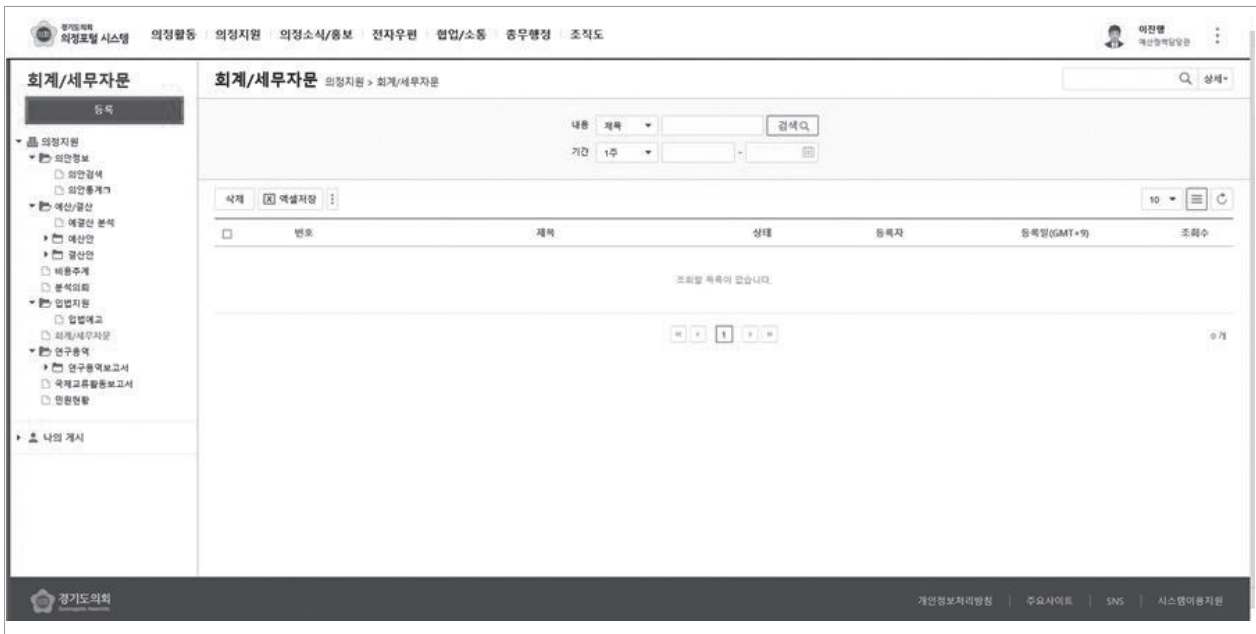 경기도의회
의정포털 시스템
의정활동 의정지원 의정소식/홍보 전자우편 협업/소통 총무행정 조직도
이진행
예산정책담당관
회계/세무자문
등록
의정지원
의안정보
의안검색
의안통계
예산/결산
예결산 분석
예산안
결산안
비용추계
분석의뢰
입법지원
입법예고
회계/세무자문
연구용역
연구용역보고서
국제교류활동보고서
민원현황
나의 게시
회계/세무자문 의정지원 > 회계/세무자문
상세
내용 제목 검색
기간 1주 -
삭제 엑셀저장
10
번호 제목 상태 등록자 등록일(GMT+9) 조회수
조회할 목록이 없습니다.
1
0 개
경기도의회
개인정보처리방침 | 주요사이트 | SNS | 시스템이용지원